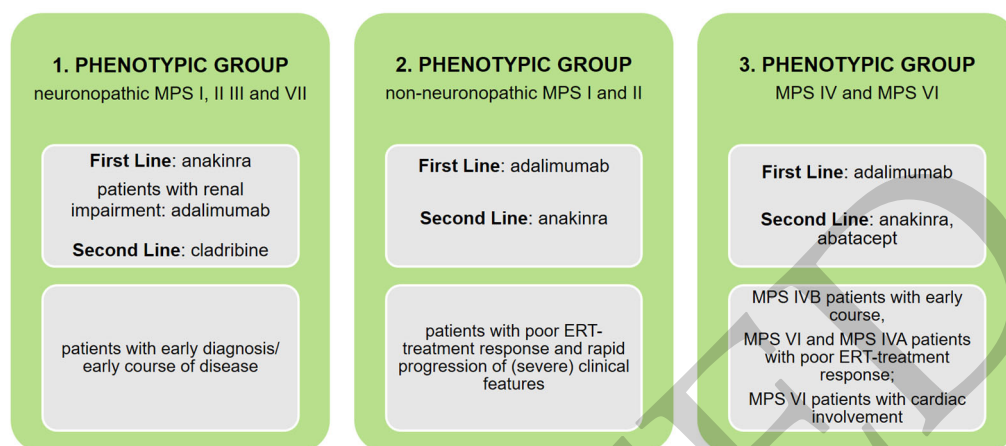 1. PHENOTYPIC GROUP
neuronopathic MPS I, II III and VII
First Line: anakinra
patients with renal
impairment: adalimumab
Second Line: cladribine
patients with early diagnosis/
early course of disease
2. PHENOTYPIC GROUP
non-neuronopathic MPS I and II
First Line: adalimumab
Second Line: anakinra
patients with poor ERT-
treatment response and rapid
progression of (severe) clinical
features
3. PHENOTYPIC GROUP
MPS IV and MPS VI
First Line: adalimumab
Second Line: anakinra,
abatacept
MPS IVB patients with early
course,
MPS VI and MPS IVA patients
with poor ERT-treatment
response;
MPS VI patients with cardiac
involvement